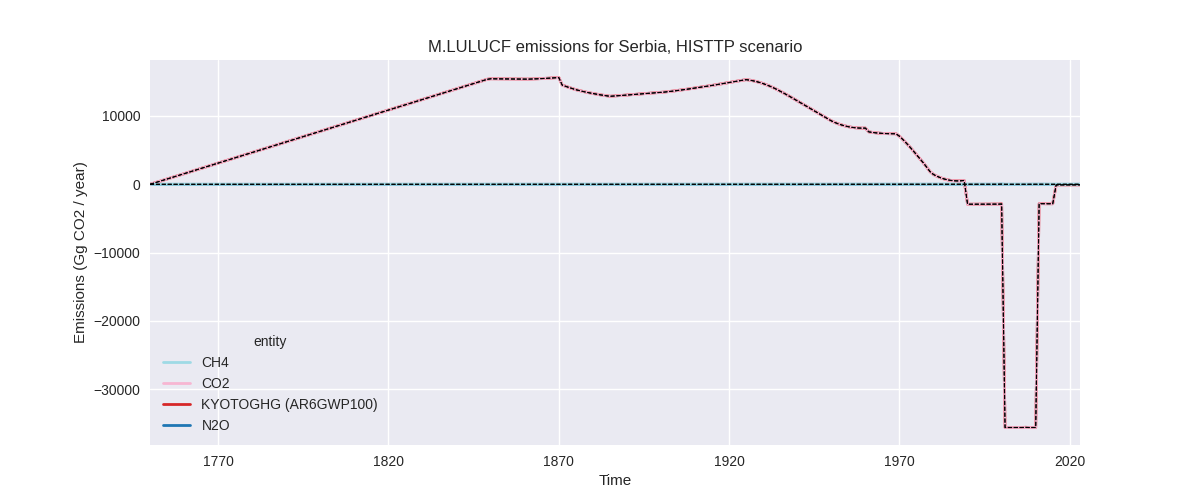 M.LULUCF emissions for Serbia, HISTTP scenario
Emissions (Gg CO2 / year)
10000
0
−10000
−20000
−30000
entity
CH4
CO2
KYOTOGHG (AR6GWP100)
N2O
1770
1820
1870
1920
1970
2020
Time